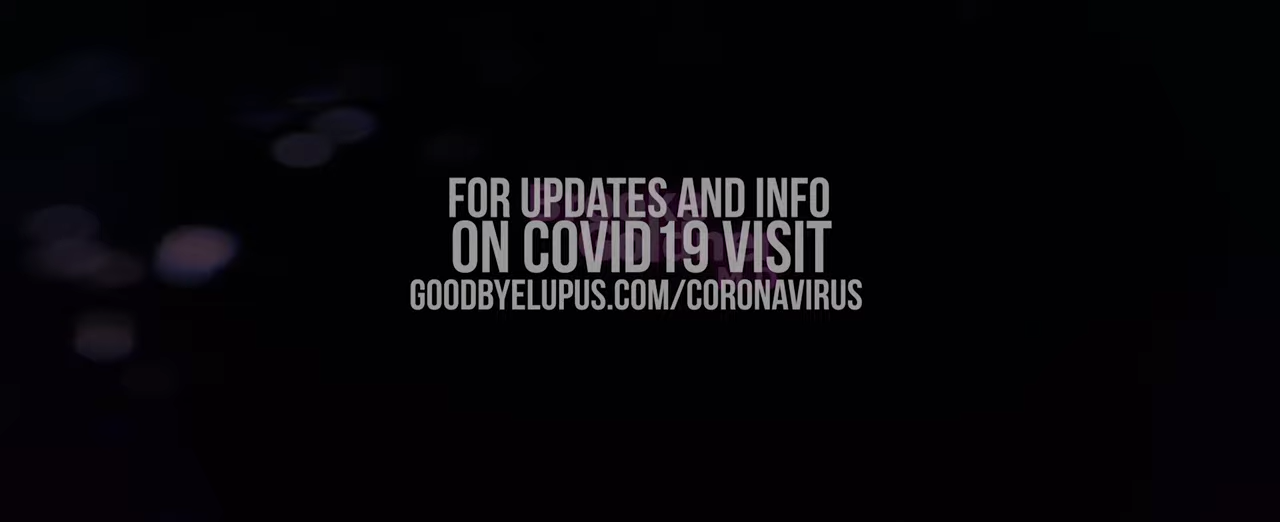 FOR UPDATES AND INFO
ON COVID19 VISIT
GOODBYELUPUS.COM/CORONAVIRUS